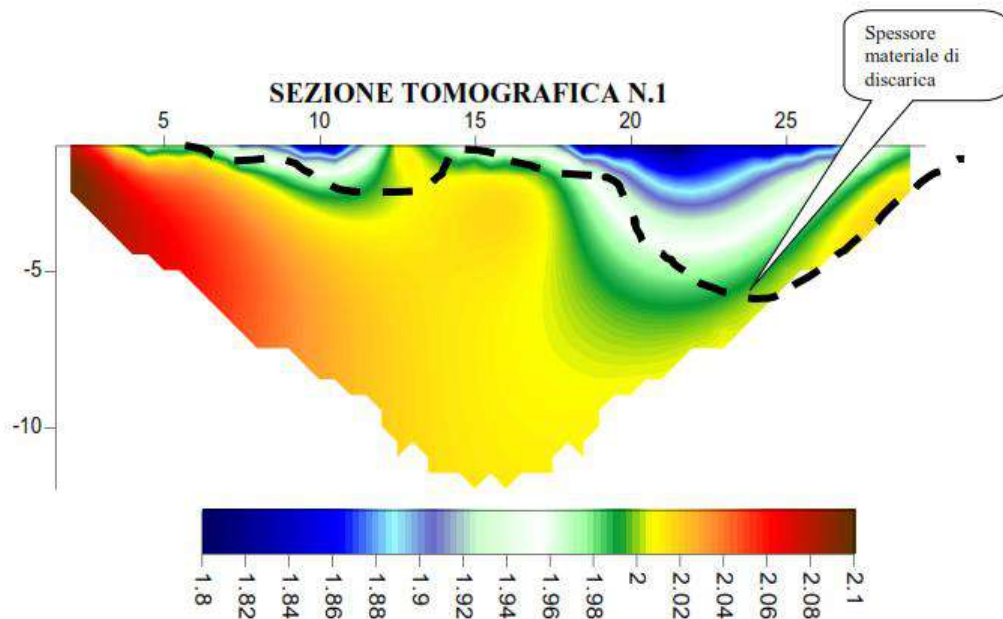 Spessore
materiale di
discarica
SEZIONE TOMOGRAFICA N.1
5 10 15 20 25
-5
-10
1.8 1.82 1.84 1.86 1.88 1.9 1.92 1.94 1.96 1.98 2 2.02 2.04 2.06 2.08 2.1